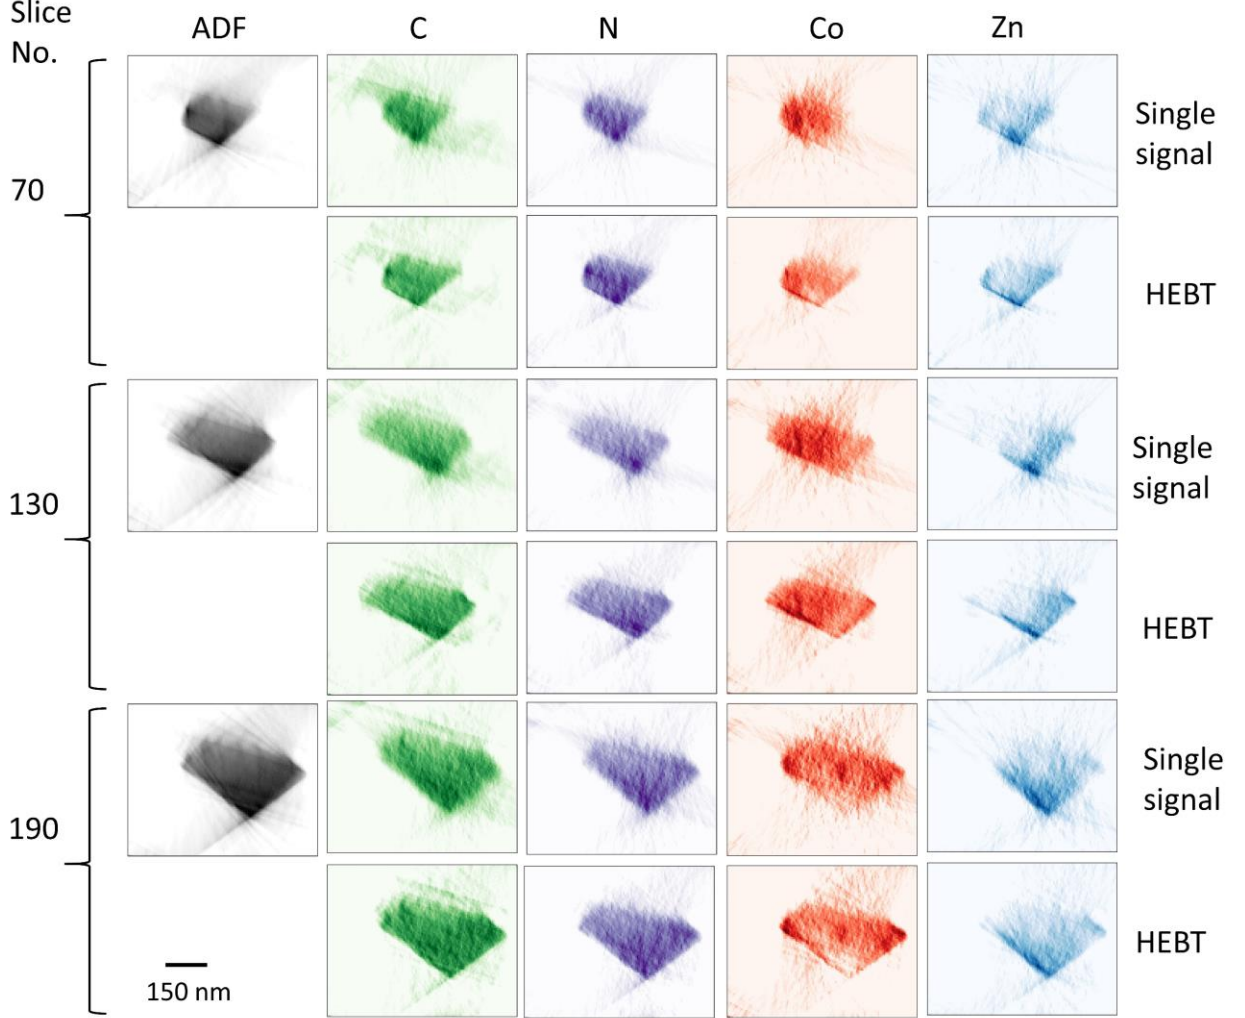 Slice
No.
ADF C N Co Zn
Single
signal
70
HEBT
Single
signal
130
HEBT
Single
signal
190
HEBT
150 nm